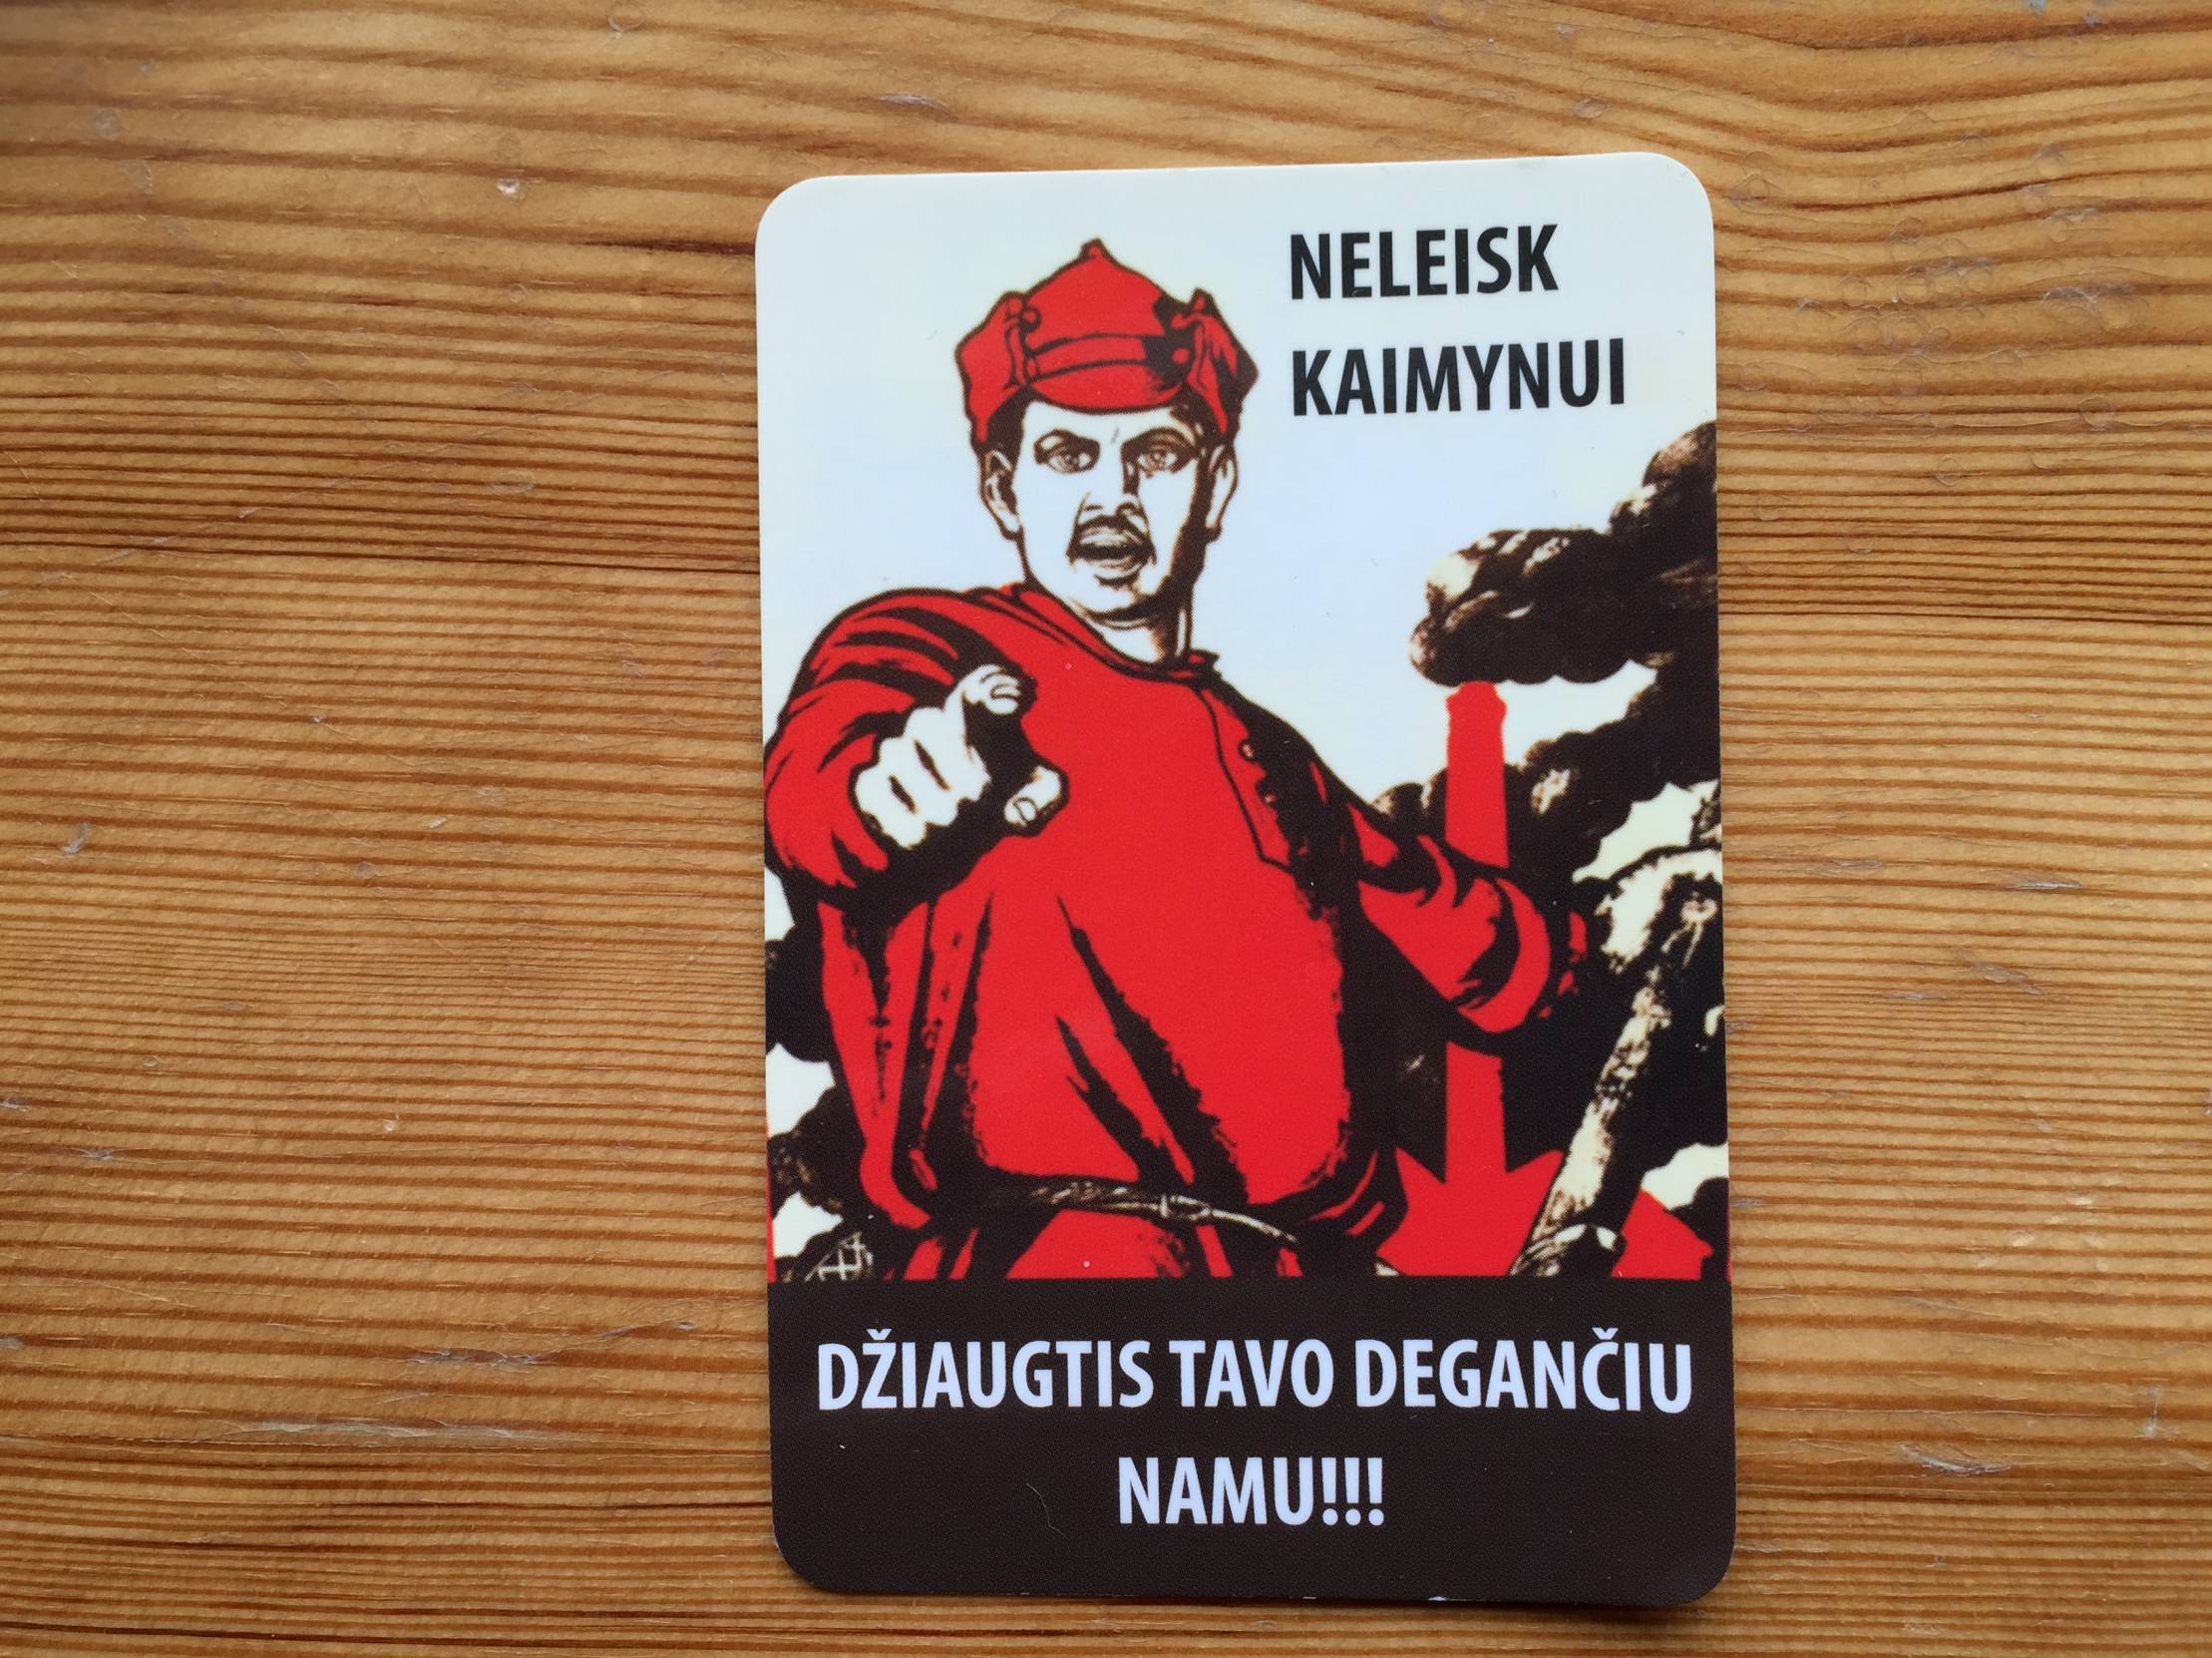 NELEISK
KAIMYNUI
DŽIAUGTIS TAVO DEGANČIU
NAMU!!!